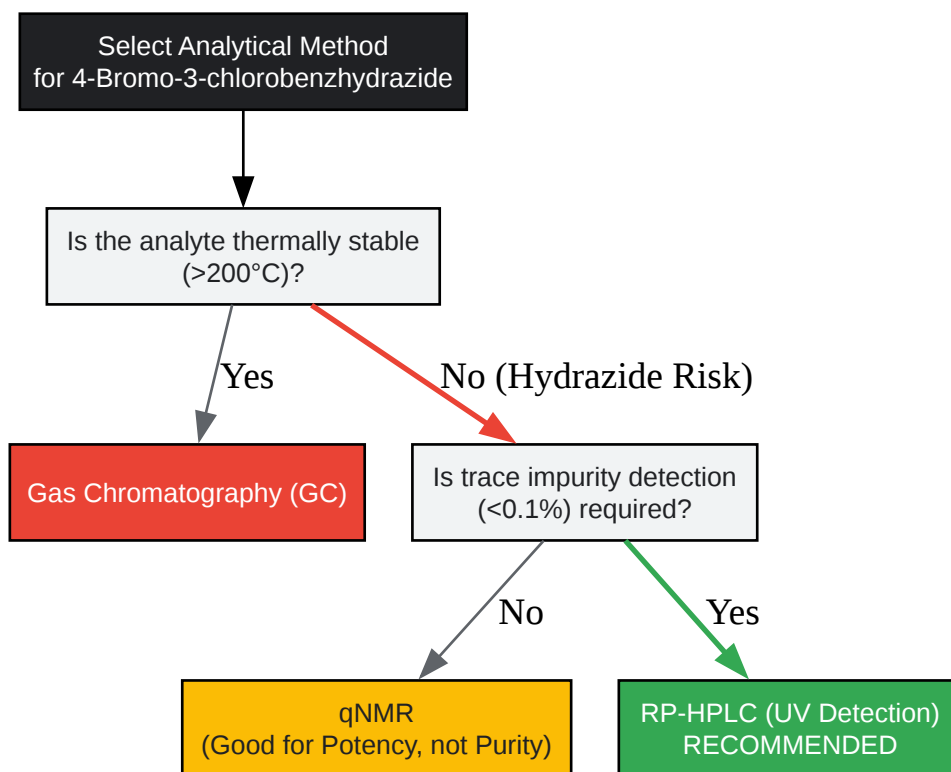 Select Analytical Method
for 4-Bromo-3-chlorobenzhydrazide
Is the analyte thermally stable
(>200°C)?
Yes
No (Hydrazide Risk)
Gas Chromatography (GC)
Is trace impurity detection
(<0.1%) required?
No
Yes
qNMR
(Good for Potency, not Purity)
RP-HPLC (UV Detection)
RECOMMENDED